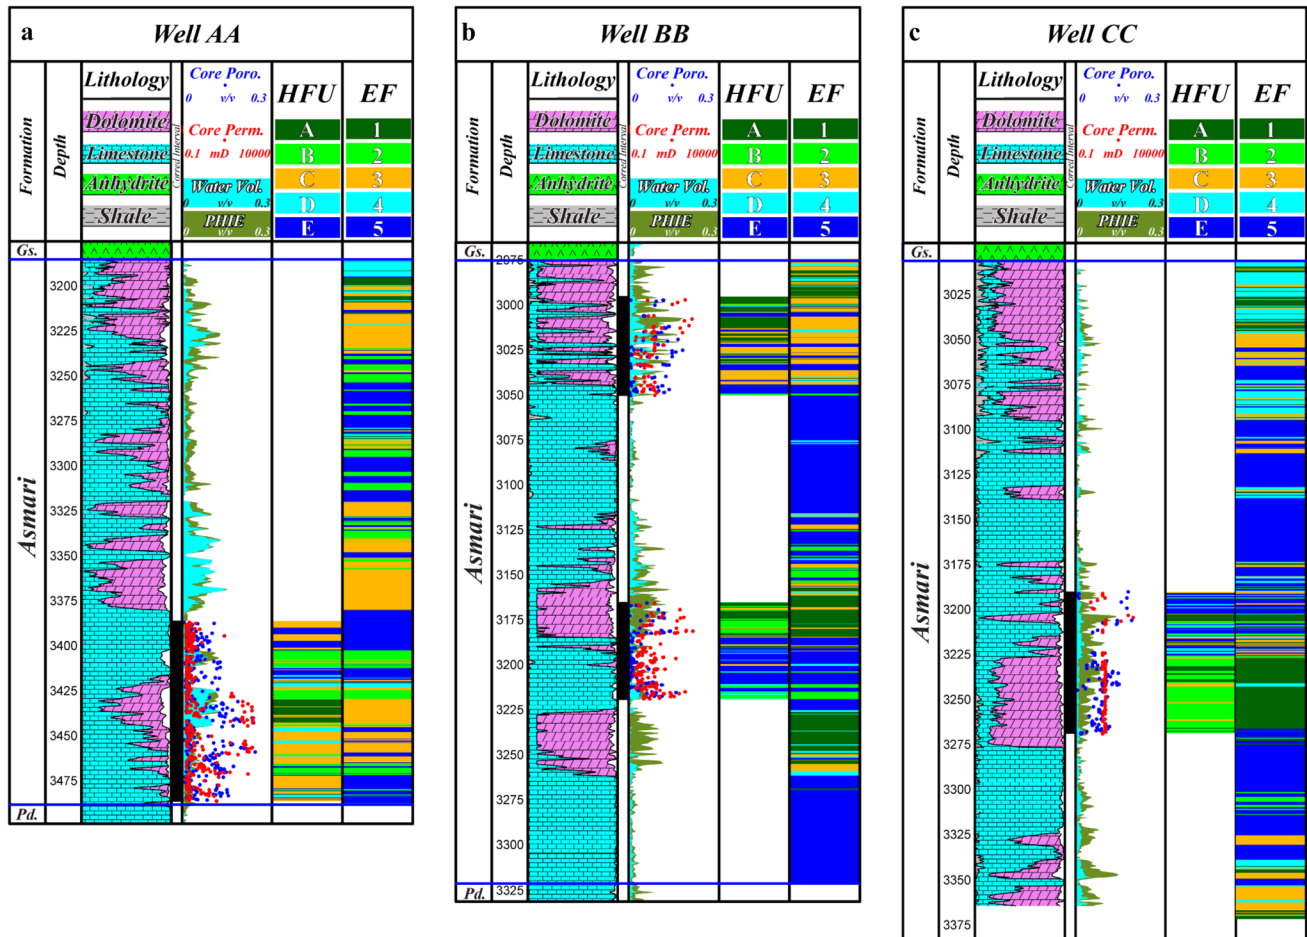 a
Well AA
Formation
Depth
Lithology
Dolomite
Limestone
Anhydrite
Shale
Corred Interval
Core Poro.
0 v/v 0.3
Core Perm.
0.1 mD 10000
Water Vol.
0 v/v 0.3
PHIE
0 v/v 0.3
HFU
A
B
C
D
E
EF
1
2
3
4
5
Gs.
Asmari
Pd.
3200
3225
3250
3275
3300
3325
3350
3375
3400
3425
3450
3475
b
Well BB
Formation
Depth
Lithology
Dolomite
Limestone
Anhydrite
Shale
Corred Interval
Core Poro.
0 v/v 0.3
Core Perm.
0.1 mD 10000
Water Vol.
0 v/v 0.3
PHIE
0 v/v 0.3
HFU
A
B
C
D
E
EF
1
2
3
4
5
Gs.
Asmari
Pd.
2975
3000
3025
3050
3075
3100
3125
3150
3175
3200
3225
3250
3275
3300
3325
c
Well CC
Formation
Depth
Lithology
Dolomite
Limestone
Anhydrite
Shale
Corred Interval
Core Poro.
0 v/v 0.3
Core Perm.
0.1 mD 10000
Water Vol.
0 v/v 0.3
PHIE
0 v/v 0.3
HFU
A
B
C
D
E
EF
1
2
3
4
5
Gs.
Asmari
3025
3050
3075
3100
3125
3150
3175
3200
3225
3250
3275
3300
3325
3350
3375